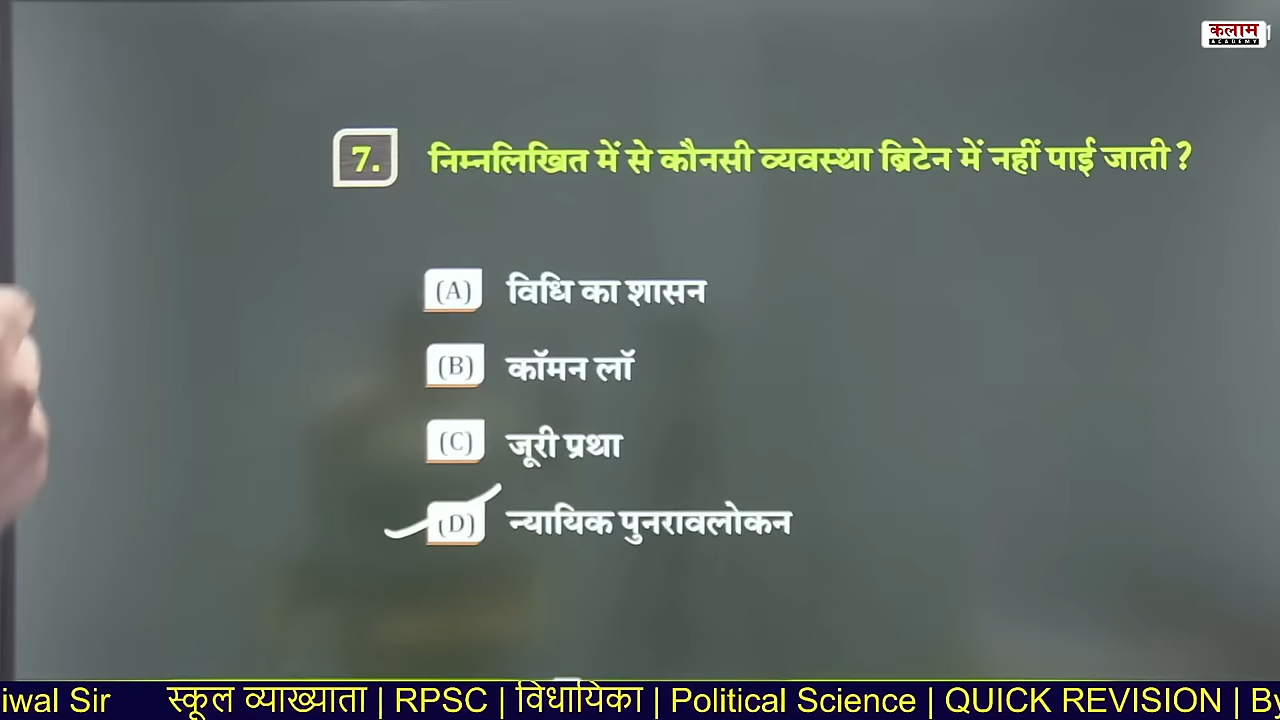 कलाम
ACADEMY
7. निम्नलिखित में से कौनसी व्यवस्था ब्रिटेन में नहीं पाई जाती ?
(A) विधि का शासन
(B) कॉमन लॉ
(C) जूरी प्रथा
(D) न्यायिक पुनरावलोकन
iwal Sir स्कूल व्याख्याता | RPSC | विधायिका | Political Science | QUICK REVISION | By